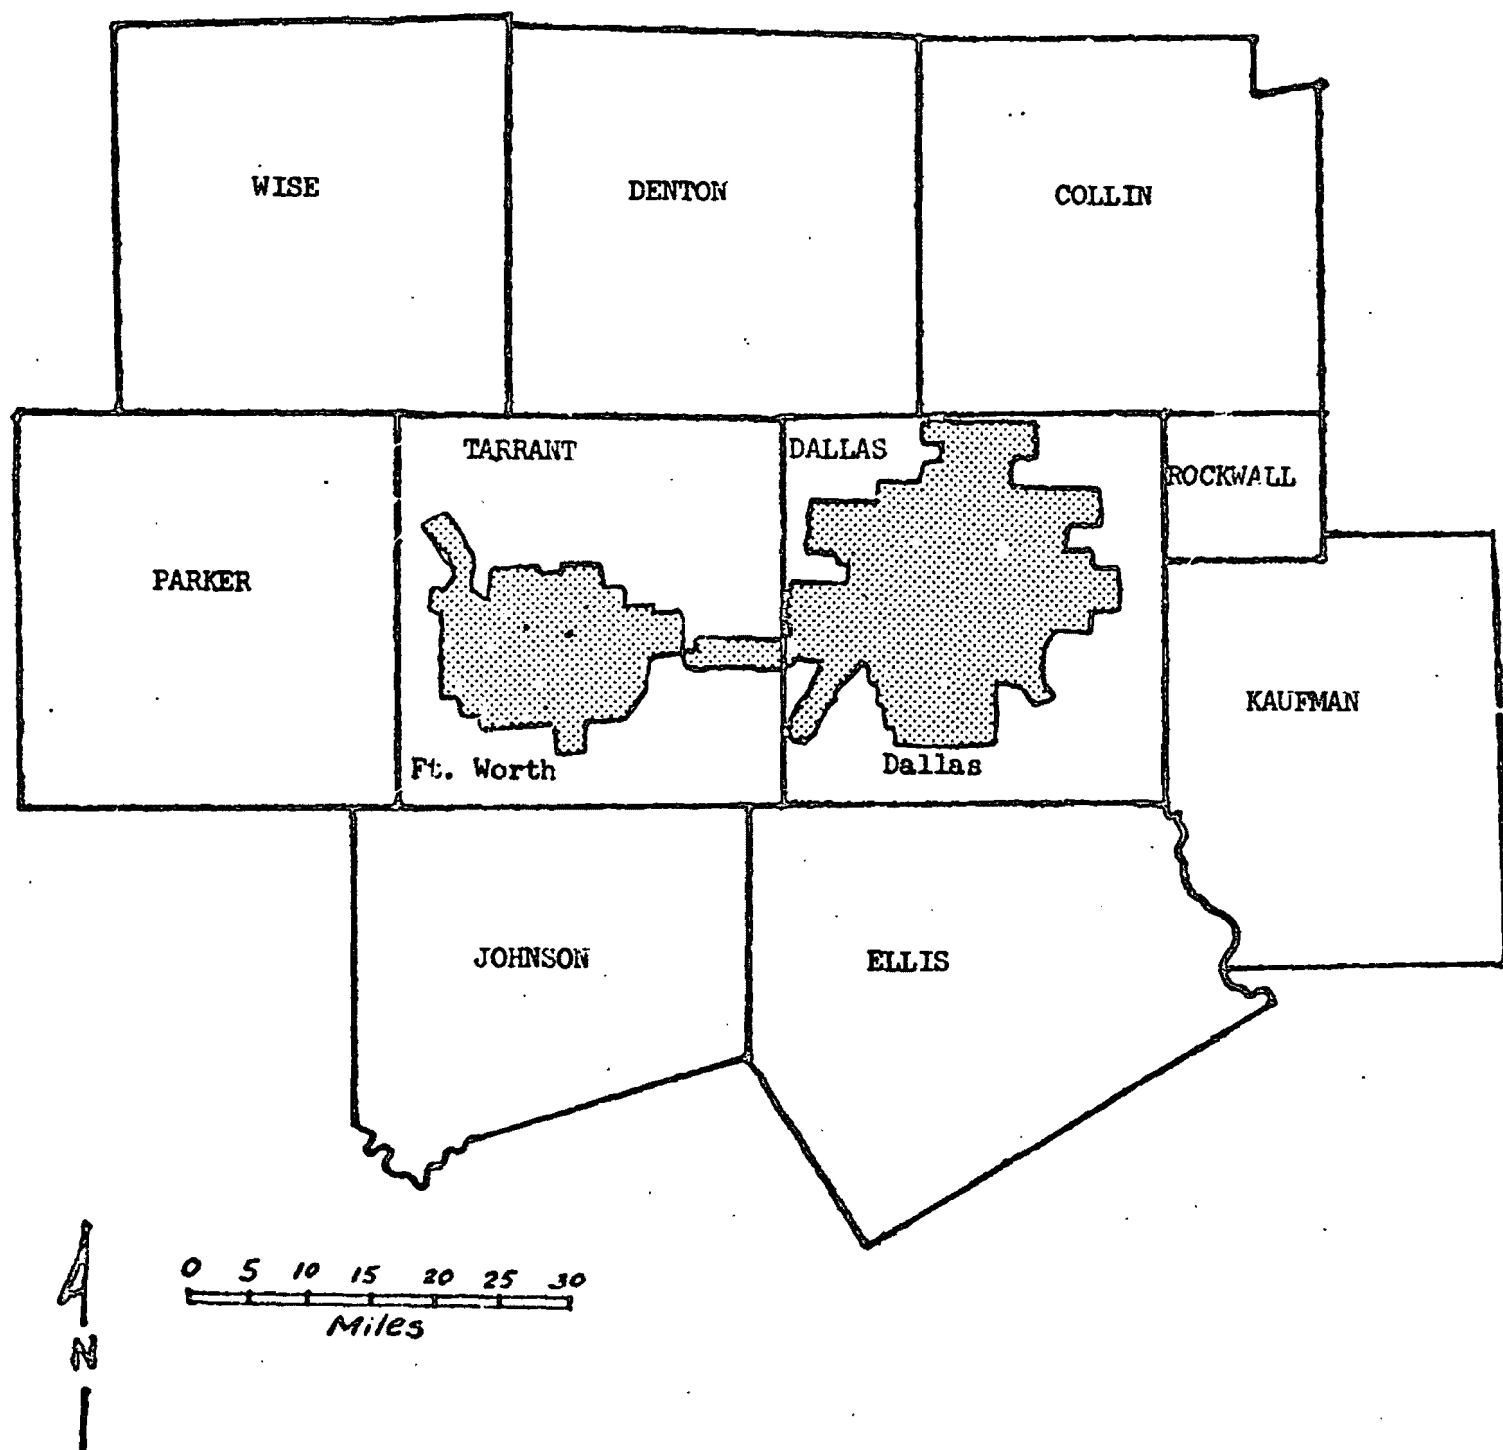 WISE
DENTON
COLLIN
TARRANT
DALLAS
ROCKWALL
PARKER
KAUFMAN
Ft. Worth
Dallas
JOHNSON
ELLIS
0 5 10 15 20 25 30
Miles
N